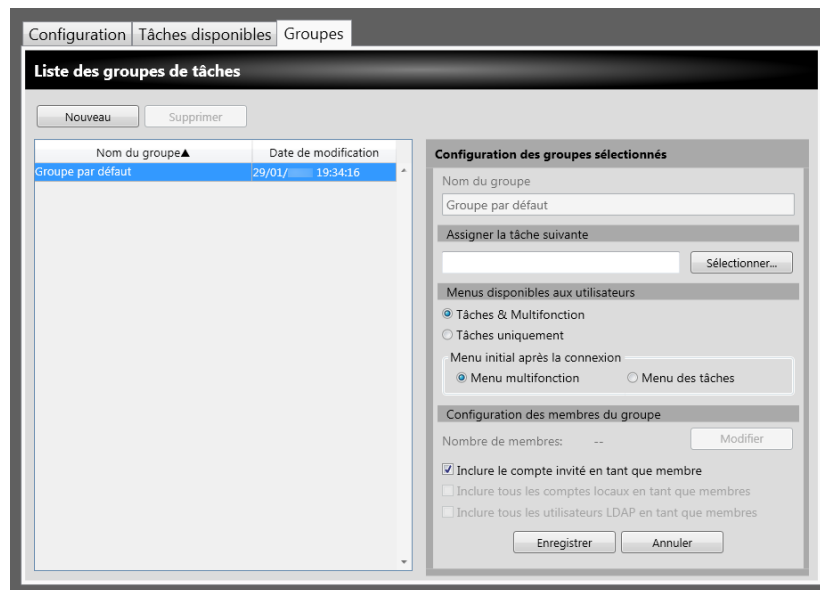 Configuration Tâches disponibles Groupes
Liste des groupes de tâches
Nouveau Supprimer
Nom du groupe▲ Date de modification
Groupe par défaut 29/01/ 19:34:16
Configuration des groupes sélectionnés
Nom du groupe
Groupe par défaut
Assigner la tâche suivante
Sélectionner...
Menus disponibles aux utilisateurs
Tâches & Multifonction
Tâches uniquement
Menu initial après la connexion
Menu multifonction Menu des tâches
Configuration des membres du groupe
Nombre de membres: -- Modifier
Inclure le compte invité en tant que membre
Inclure tous les comptes locaux en tant que membres
Inclure tous les utilisateurs LDAP en tant que membres
Enregistrer Annuler